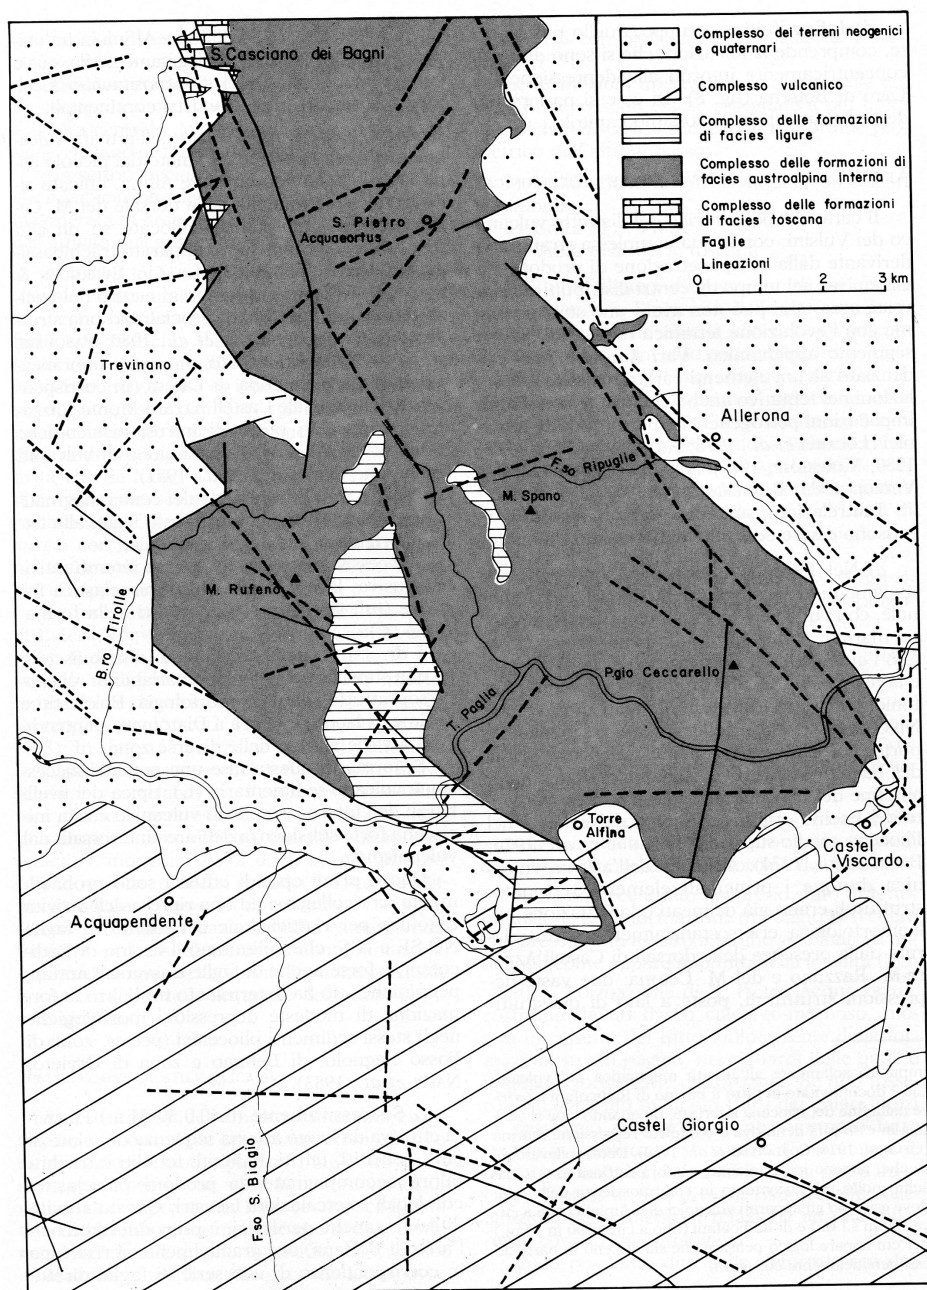 S. Casciano dei Bagni
Complesso dei terreni neogenici
e quaternari
Complesso vulcanico
Complesso delle formazioni
di facies ligure
Complesso delle formazioni di
facies austroalpina Interna
Complesso delle formazioni
di facies toscana
Faglie
Lineazioni
0 1 2 3 km
S. Pietro
Acquaeortus
Trevinano
Allerona
F.so Ripuglie
M. Spano
M. Rufeno
B.ro Tirolle
P.gio Ceccarello
T. Paglia
Torre
Alfina
Castel
Viscardo
Acquapendente
Castel Giorgio
F.so S. Biagio